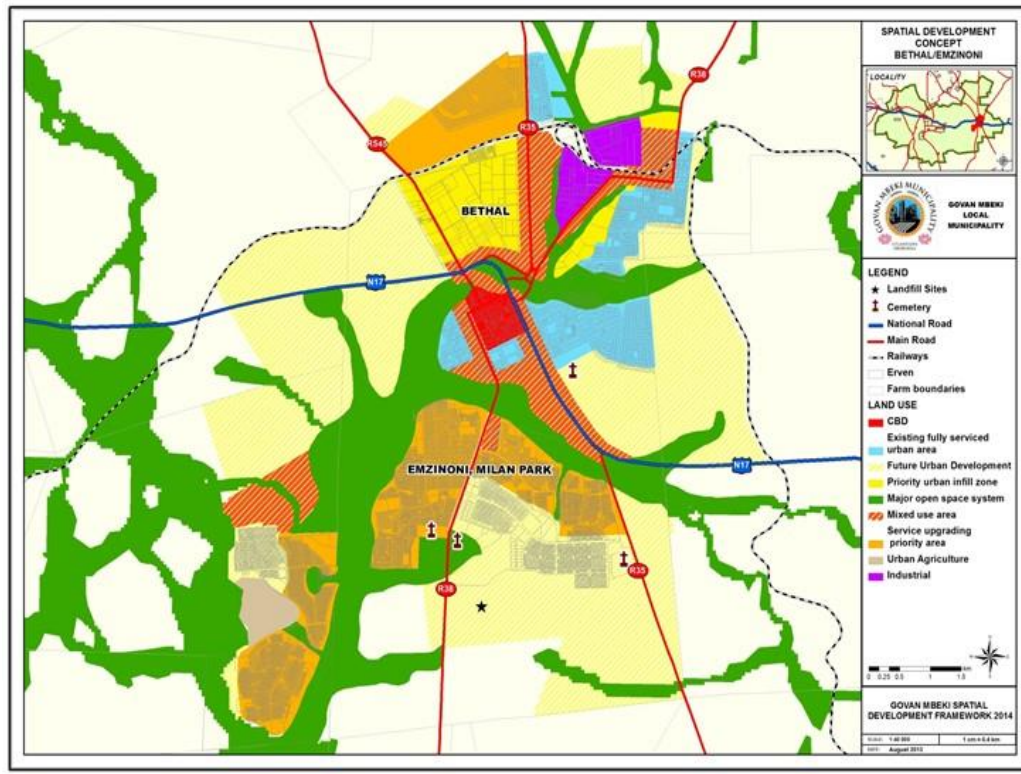 SPATIAL DEVELOPMENT
CONCEPT
BETHAL/EMZINONI
LOCALITY
GOVAN MBEKI MUNICIPALITY
GOVAN MBEKI
LOCAL
MUNICIPALITY
LEGEND
Landfill Sites
Cemetery
National Road
Main Road
Railways
Erven
Farm boundaries
LAND USE
CBD
Existing fully serviced
urban area
Future Urban Development
Priority urban infill zone
Major open space system
Mixed use area
Service upgrading
priority area
Urban Agriculture
Industrial
0 0.25 0.5 1 1.5
km
GOVAN MBEKI SPATIAL
DEVELOPMENT FRAMEWORK 2014
R38
R35
R545
BETHAL
N17
N17
EMZINONI, MILAN PARK
R38
R35